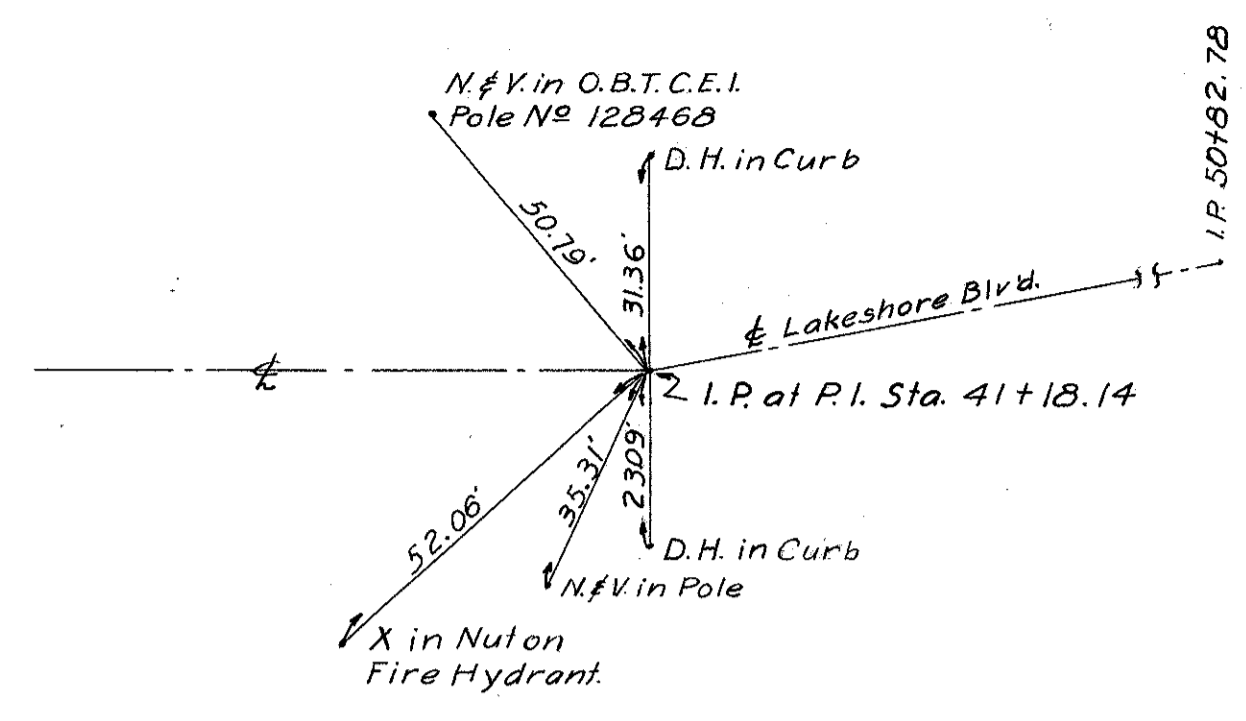 N. & V. in O.B.T. C.E.I.
Pole Nº 128468
D. H. in Curb
I.P. 50+82.78
50.79'
31.36'
℄ Lakeshore Blv'd.
℄
I.P. at P.I. Sta. 41+18.14
52.06'
35.31'
23.09'
D.H. in Curb
N. & V. in Pole
X in Nut on
Fire Hydrant.